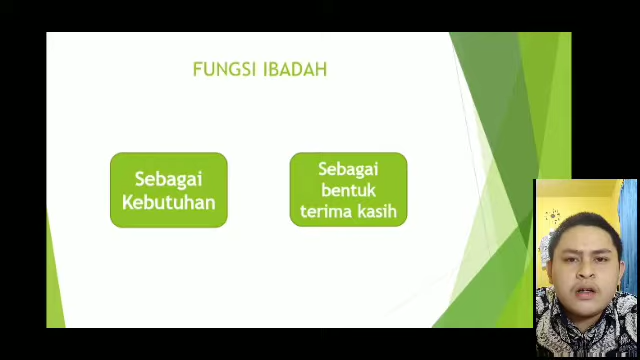 FUNGSI IBADAH
Sebagai
Kebutuhan
Sebagai
bentuk
terima kasih